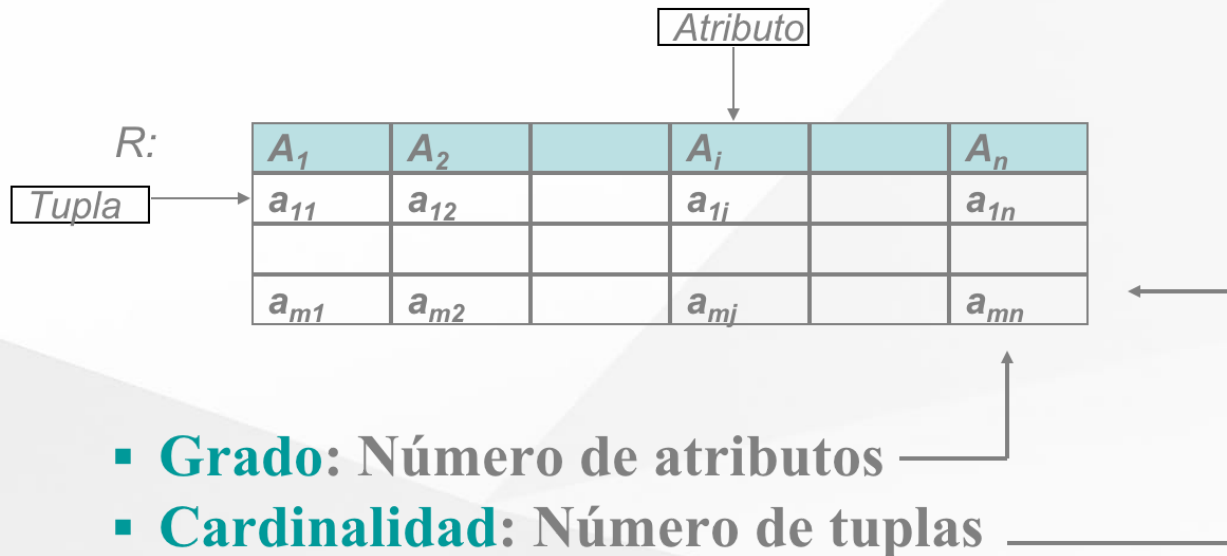 Atributo
R:
A₁ A₂ Aᵢ Aₙ
Tupla
a₁₁ a₁₂ a₁ⱼ a₁ₙ
aₘ₁ aₘ₂ aₘⱼ aₘₙ
▪ Grado: Número de atributos
▪ Cardinalidad: Número de tuplas